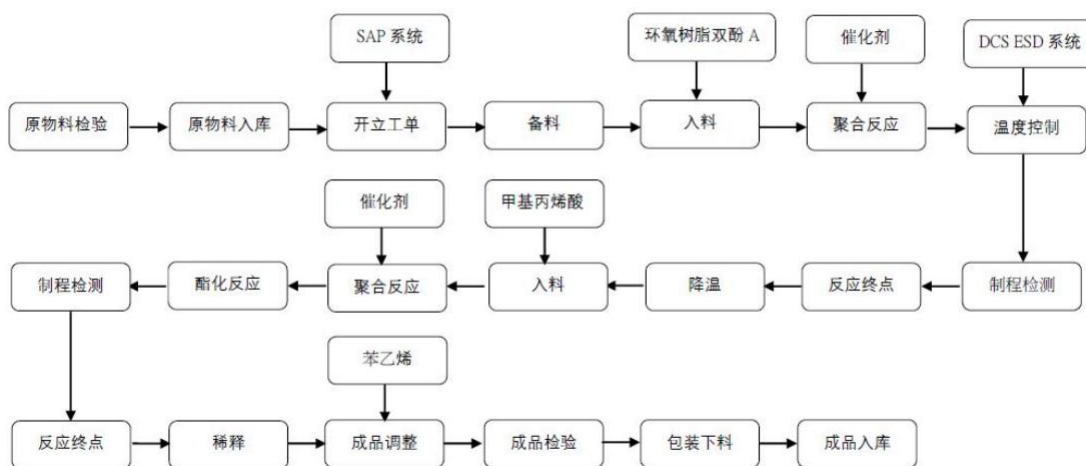 SAP 系统
环氧树脂双酚 A
催化剂
DCS ESD 系统
原物料检验
原物料入库
开立工单
备料
入料
聚合反应
温度控制
催化剂
甲基丙烯酸
制程检测
酯化反应
聚合反应
入料
降温
反应终点
制程检测
苯乙烯
反应终点
稀释
成品调整
成品检验
包装下料
成品入库